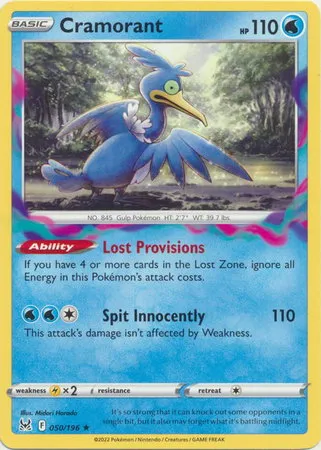 BASIC Cramorant HP 110
NO. 845 Gulp Pokémon HT: 2'7" WT: 39.7 lbs.
Ability Lost Provisions
If you have 4 or more cards in the Lost Zone, ignore all
Energy in this Pokémon's attack costs.
Spit Innocently 110
This attack's damage isn't affected by Weakness.
weakness ×2 resistance retreat
Illus. Midori Harada
F 050/196 ★
It's so strong that it can knock out some opponents in a
single hit, but it also may forget what it's battling midfight.
©2022 Pokémon / Nintendo / Creatures / GAME FREAK